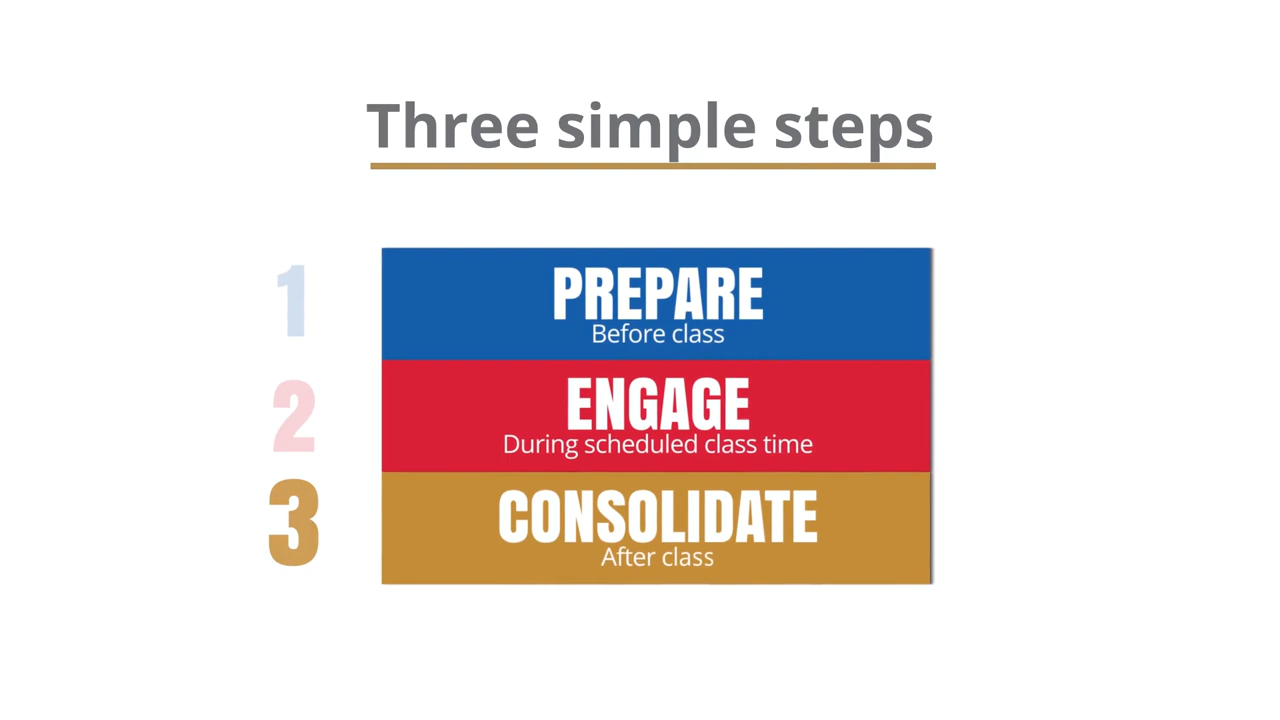 Three simple steps
1
PREPARE
Before class
2
ENGAGE
During scheduled class time
3
CONSOLIDATE
After class